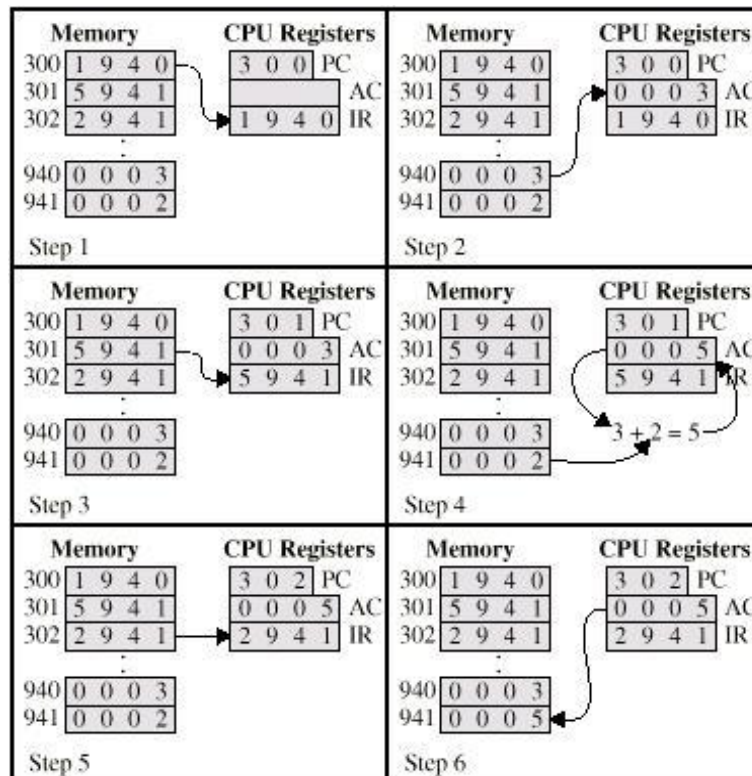 Memory CPU Registers
300 1 9 4 0 3 0 0 PC
301 5 9 4 1 AC
302 2 9 4 1 1 9 4 0 IR
940 0 0 0 3
941 0 0 0 2
Step 1
Memory CPU Registers
300 1 9 4 0 3 0 0 PC
301 5 9 4 1 0 0 0 3 AC
302 2 9 4 1 1 9 4 0 IR
940 0 0 0 3
941 0 0 0 2
Step 2
Memory CPU Registers
300 1 9 4 0 3 0 1 PC
301 5 9 4 1 0 0 0 3 AC
302 2 9 4 1 5 9 4 1 IR
940 0 0 0 3
941 0 0 0 2
Step 3
Memory CPU Registers
300 1 9 4 0 3 0 1 PC
301 5 9 4 1 0 0 0 5 AC
302 2 9 4 1 5 9 4 1 IR
940 0 0 0 3 3 + 2 = 5
941 0 0 0 2
Step 4
Memory CPU Registers
300 1 9 4 0 3 0 2 PC
301 5 9 4 1 0 0 0 5 AC
302 2 9 4 1 2 9 4 1 IR
940 0 0 0 3
941 0 0 0 2
Step 5
Memory CPU Registers
300 1 9 4 0 3 0 2 PC
301 5 9 4 1 0 0 0 5 AC
302 2 9 4 1 2 9 4 1 IR
940 0 0 0 3
941 0 0 0 5
Step 6